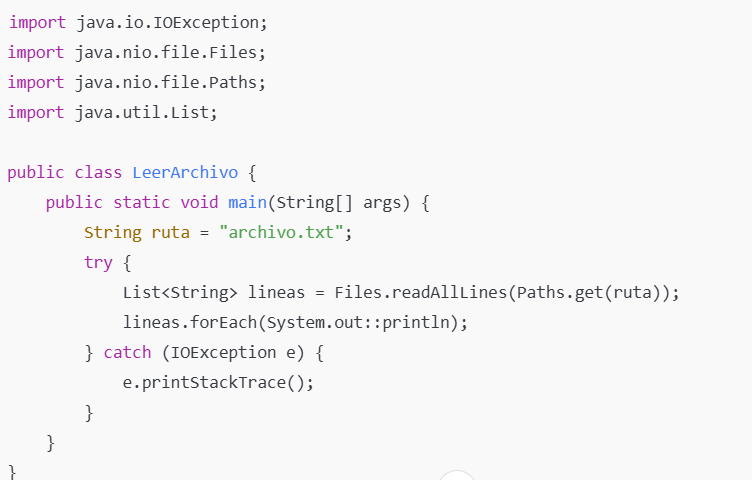 import java.io.IOException;
import java.nio.file.Files;
import java.nio.file.Paths;
import java.util.List;

public class LeerArchivo {
    public static void main(String[] args) {
        String ruta = "archivo.txt";
        try {
            List<String> lineas = Files.readAllLines(Paths.get(ruta));
            lineas.forEach(System.out::println);
        } catch (IOException e) {
            e.printStackTrace();
        }
    }
}